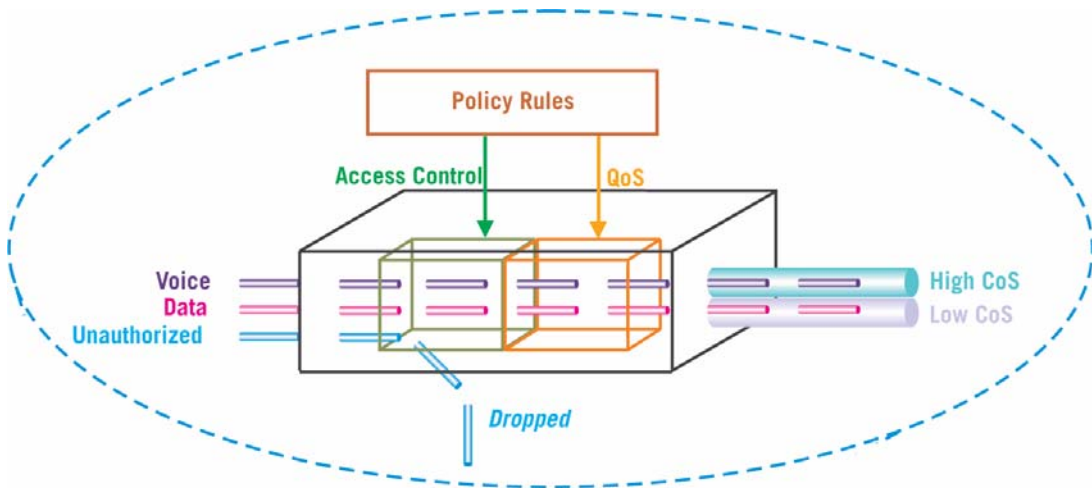 Policy Rules
Access Control
QoS
Voice
Data
Unauthorized
High CoS
Low CoS
Dropped